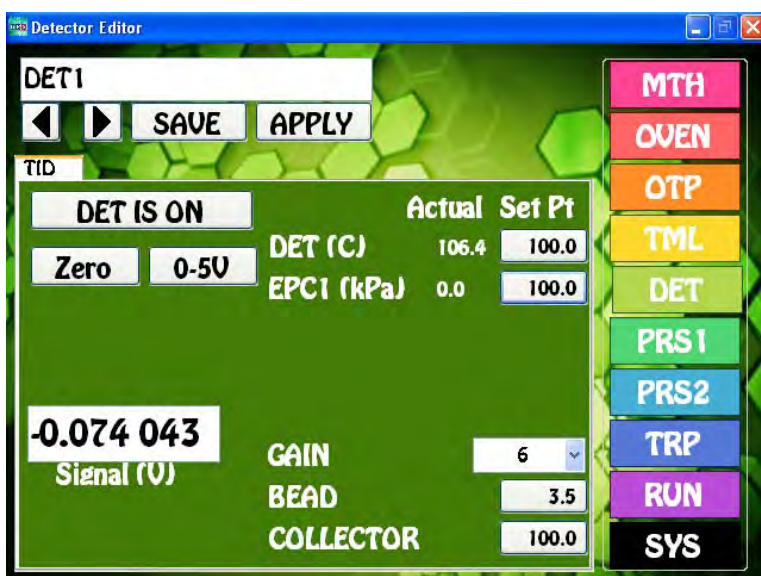 Detector Editor
DET1
SAVE APPLY
TID
DET IS ON
Actual Set Pt
Zero 0-5V
DET (C) 106.4 100.0
EPC1 (kPa) 0.0 100.0
-0.074 043
Signal (V)
GAIN 6
BEAD 3.5
COLLECTOR 100.0
MTH
OVEN
OTP
TML
DET
PRS1
PRS2
TRP
RUN
SYS